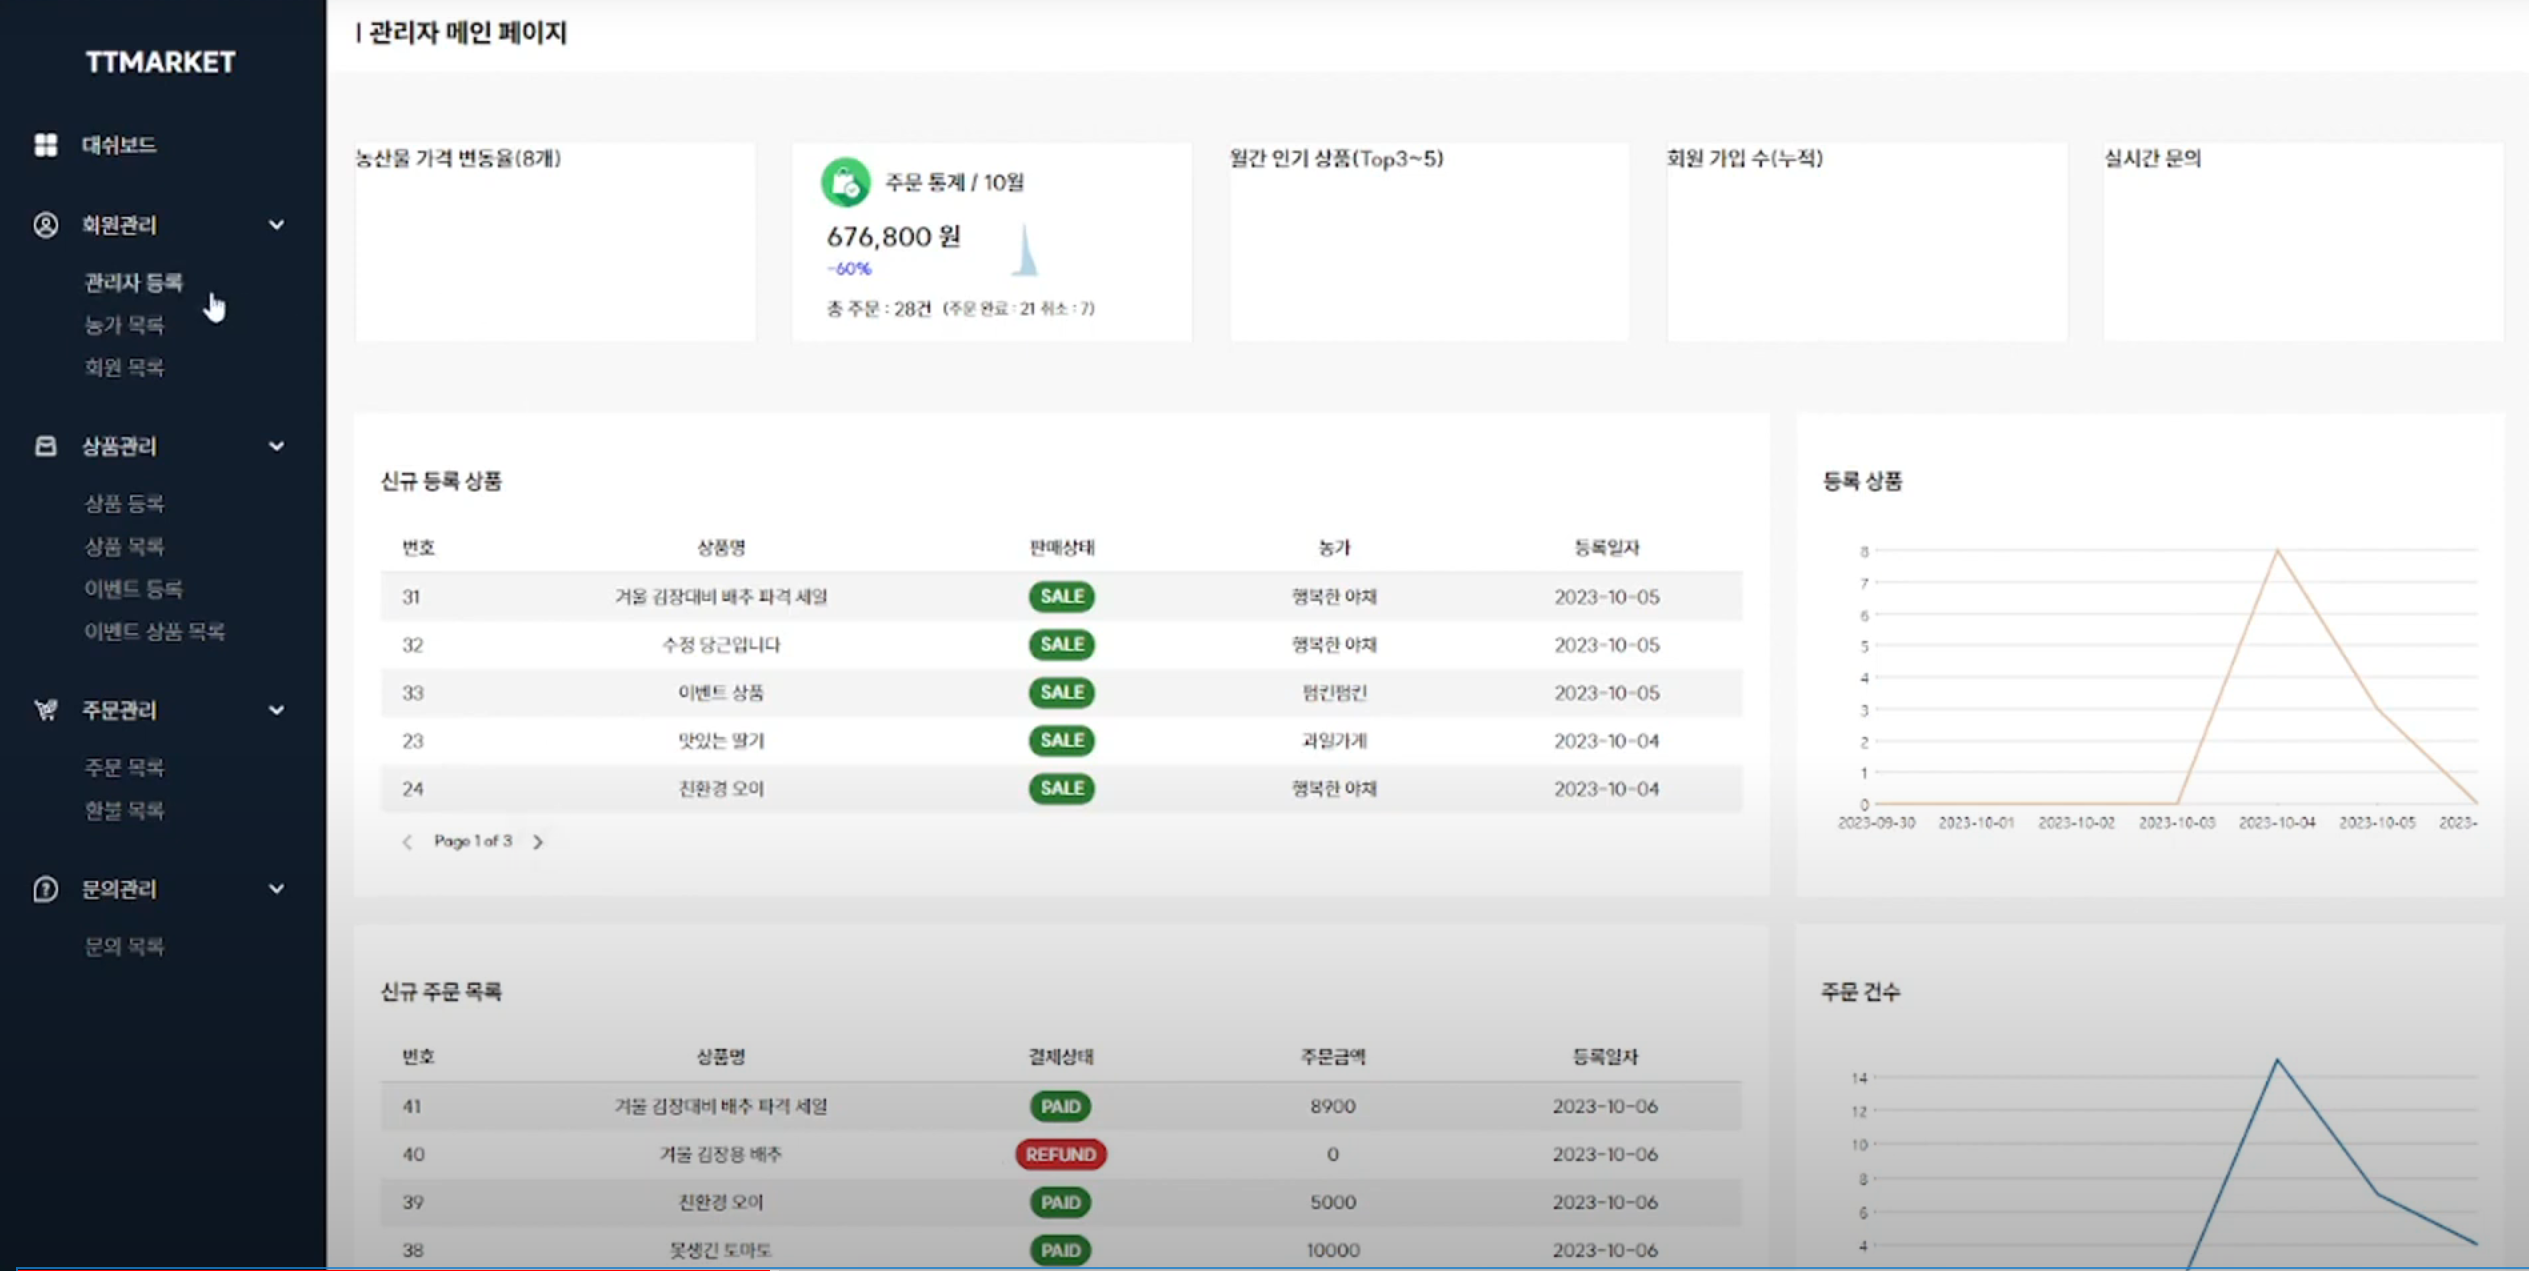 TTMARKET
대쉬보드
회원관리
관리자 등록
농가 목록
회원 목록
상품관리
상품 등록
상품 목록
이벤트 등록
이벤트 상품 목록
주문관리
주문 목록
환불 목록
문의관리
문의 목록
| 관리자 메인 페이지
농산물 가격 변동율(8개)
주문 통계 / 10월
676,800 원
-60%
총 주문 : 28건 (주문 완료 : 21 취소 : 7)
월간 인기 상품(Top3~5)
회원 가입 수(누적)
실시간 문의
신규 등록 상품
번호 상품명 판매상태 농가 등록일자
31 겨울 김장대비 배추 파격 세일 SALE 행복한 야채 2023-10-05
32 수정 당근입니다 SALE 행복한 야채 2023-10-05
33 이벤트 상품 SALE 펌킨펌킨 2023-10-05
23 맛있는 딸기 SALE 과일가게 2023-10-04
24 친환경 오이 SALE 행복한 야채 2023-10-04
Page 1 of 3
등록 상품
8
7
6
5
4
3
2
1
0
2023-09-30 2023-10-01 2023-10-02 2023-10-03 2023-10-04 2023-10-05 2023-
신규 주문 목록
번호 상품명 결제상태 주문금액 등록일자
41 겨울 김장대비 배추 파격 세일 PAID 8900 2023-10-06
40 겨울 김장용 배추 REFUND 0 2023-10-06
39 친환경 오이 PAID 5000 2023-10-06
38 못생긴 토마토 PAID 10000 2023-10-06
주문 건수
14
12
10
8
6
4